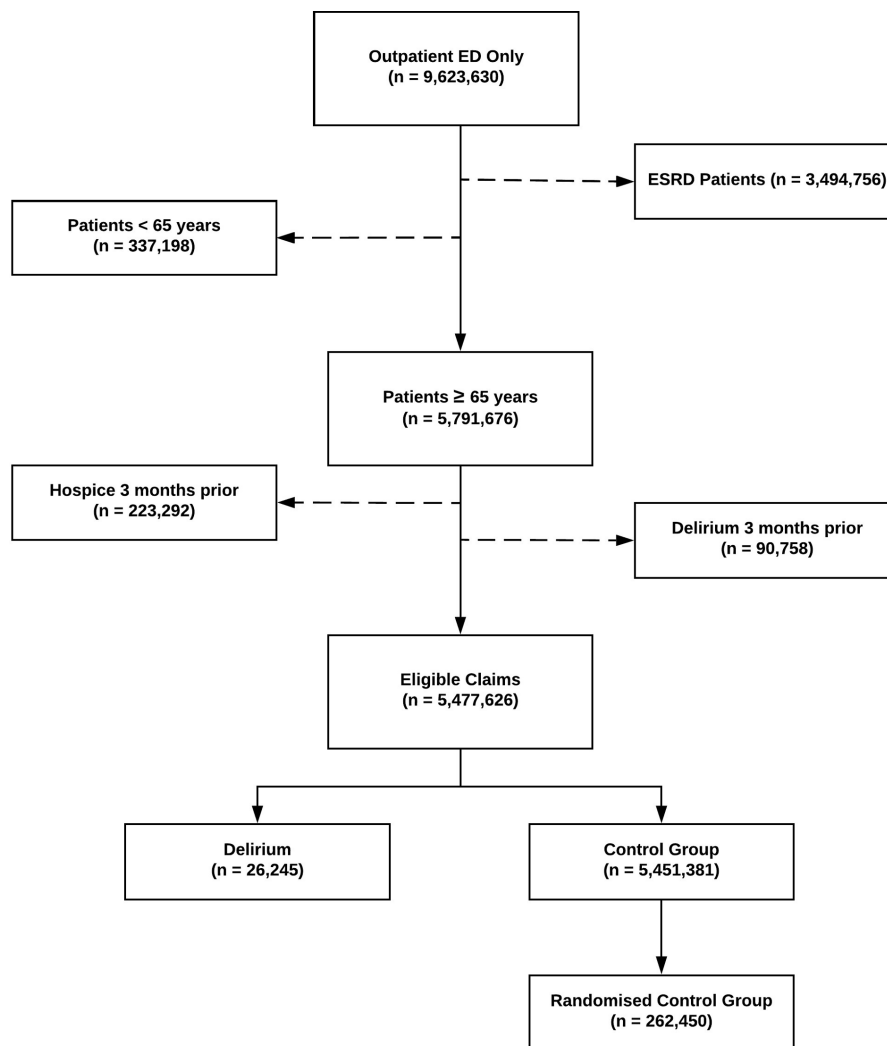 Outpatient ED Only
(n = 9,623,630)
ESRD Patients (n = 3,494,756)
Patients < 65 years
(n = 337,198)
Patients ≥ 65 years
(n = 5,791,676)
Hospice 3 months prior
(n = 223,292)
Delirium 3 months prior
(n = 90,758)
Eligible Claims
(n = 5,477,626)
Delirium
(n = 26,245)
Control Group
(n = 5,451,381)
Randomised Control Group
(n = 262,450)